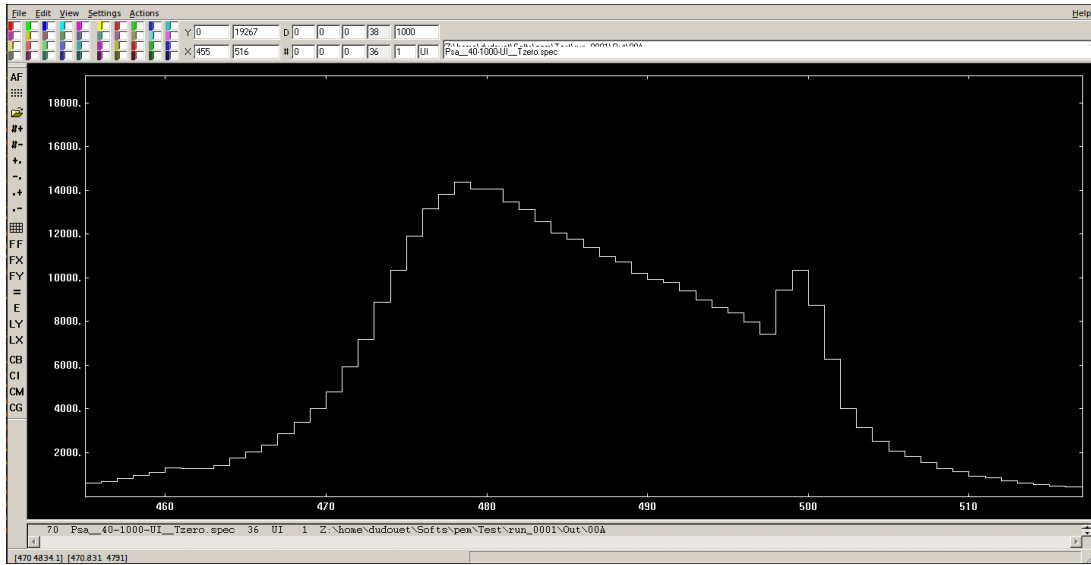 File Edit View Settings Actions Help
Y 0 19267 D 0 0 0 38 1000
X 455 516 # 0 0 0 36 1 UI Psa__40-1000-UI__Tzero.spec
AF
#+
#-
+.
-.
.+
.-
FF
FX
FY
=
E
LY
LX
CB
CI
CM
CG
18000.
16000.
14000.
12000.
10000.
8000.
6000.
4000.
2000.
460 470 480 490 500 510
70 Psa__40-1000-UI__Tzero.spec 36 UI 1 Z:\home\dudouet\Softs\pem\Test\run_0001\Out\00A
[470 4834.1] [470.831 4791]